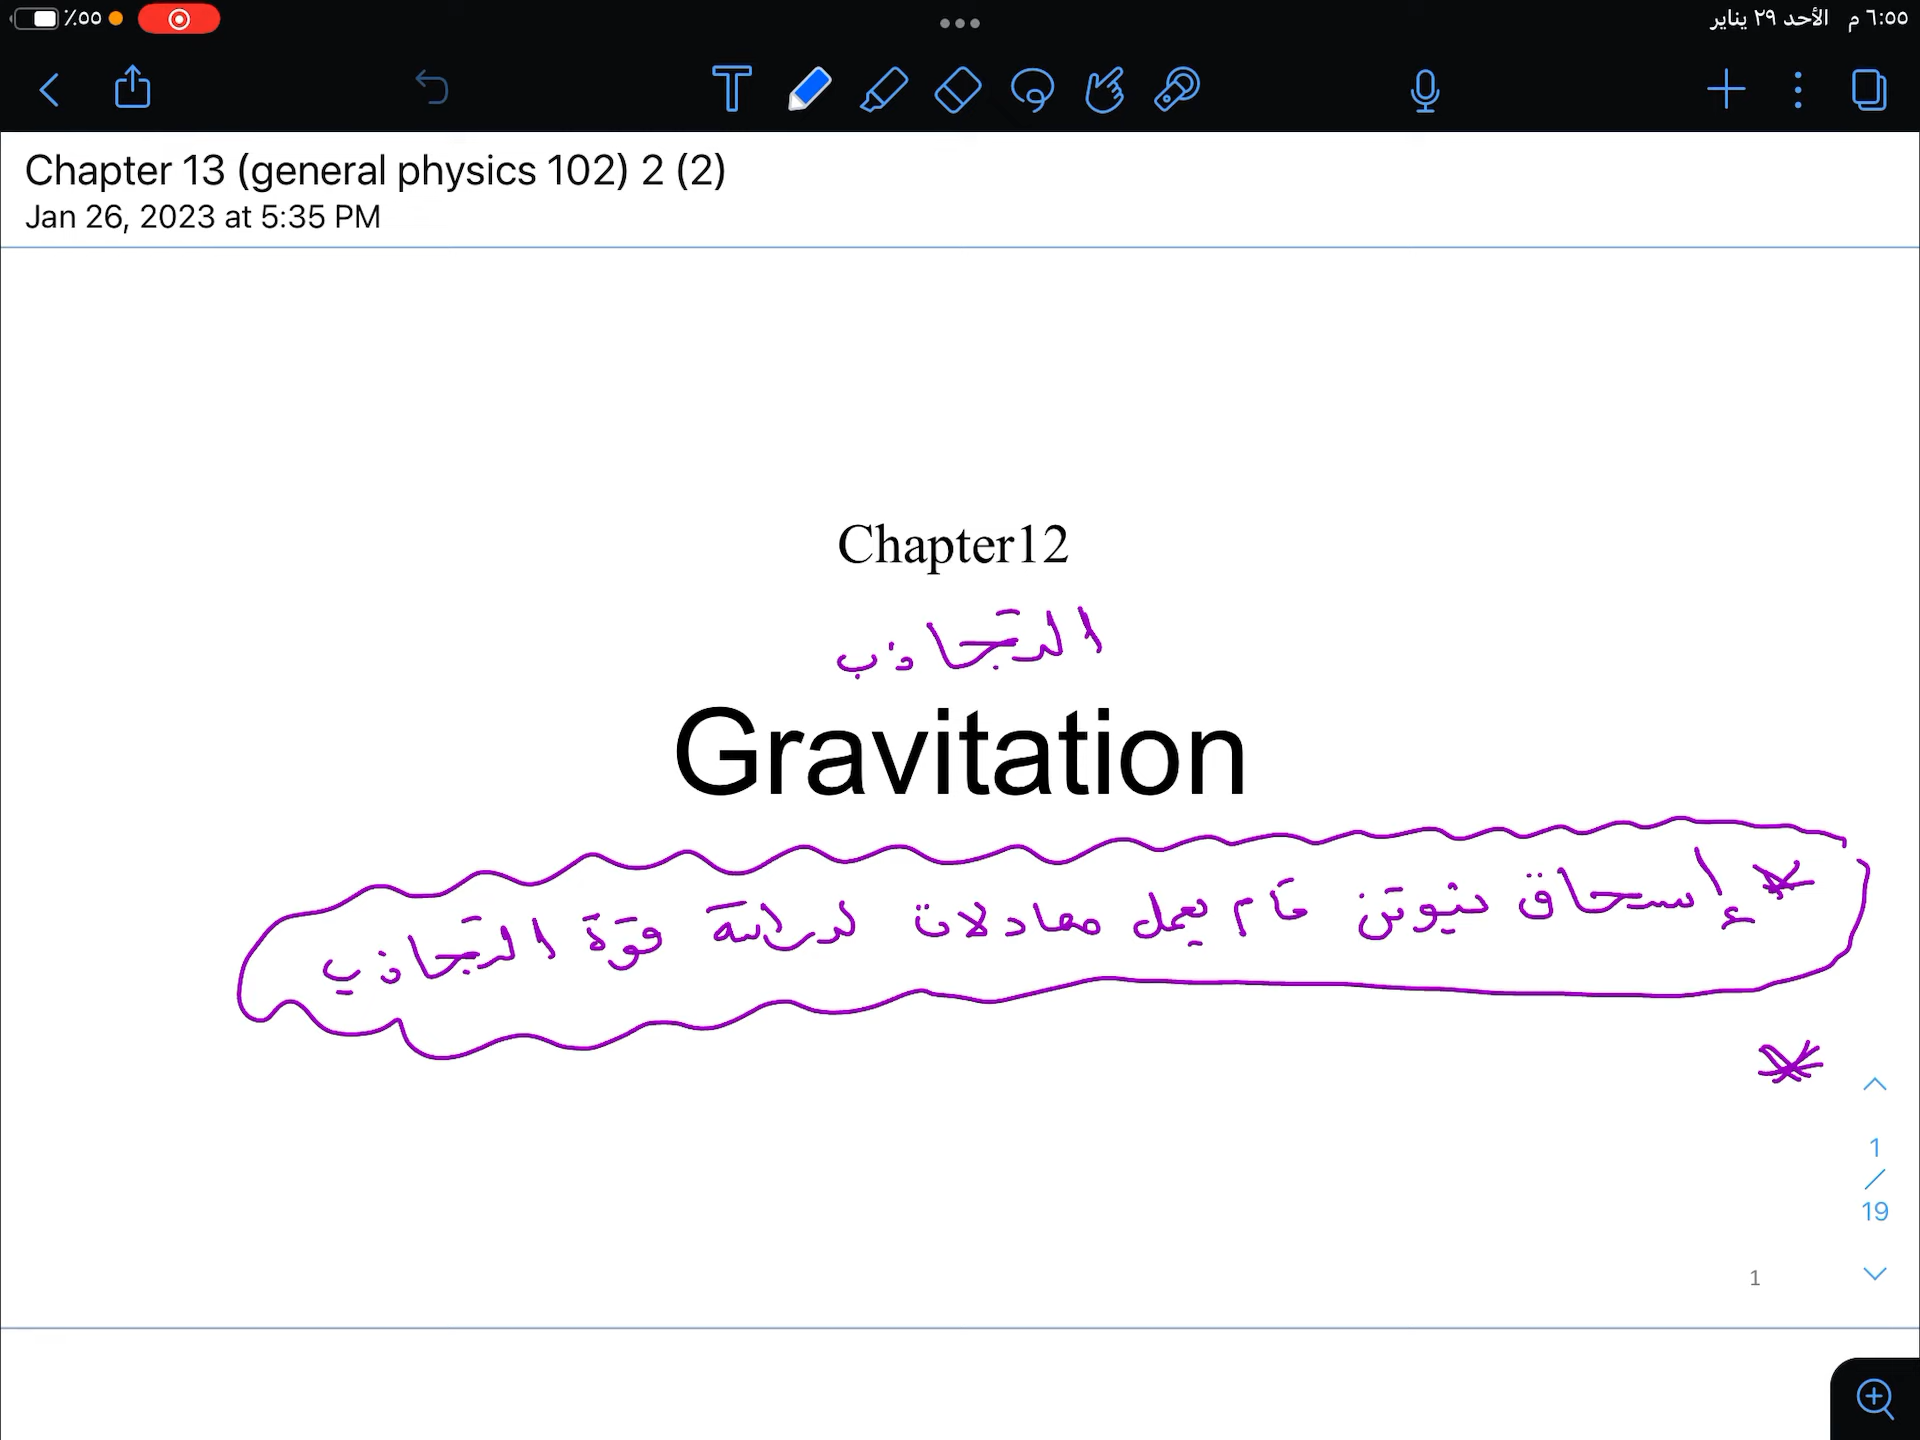 ٪٥٥
٦:٥٥ م الأحد ٢٩ يناير
Chapter 13 (general physics 102) 2 (2)
Jan 26, 2023 at 5:35 PM
Chapter12
التجاذب
Gravitation
* إسحاق نيوتن قام بعمل معادلات لدراسة قوة التجاذب
*
1
/
19
1